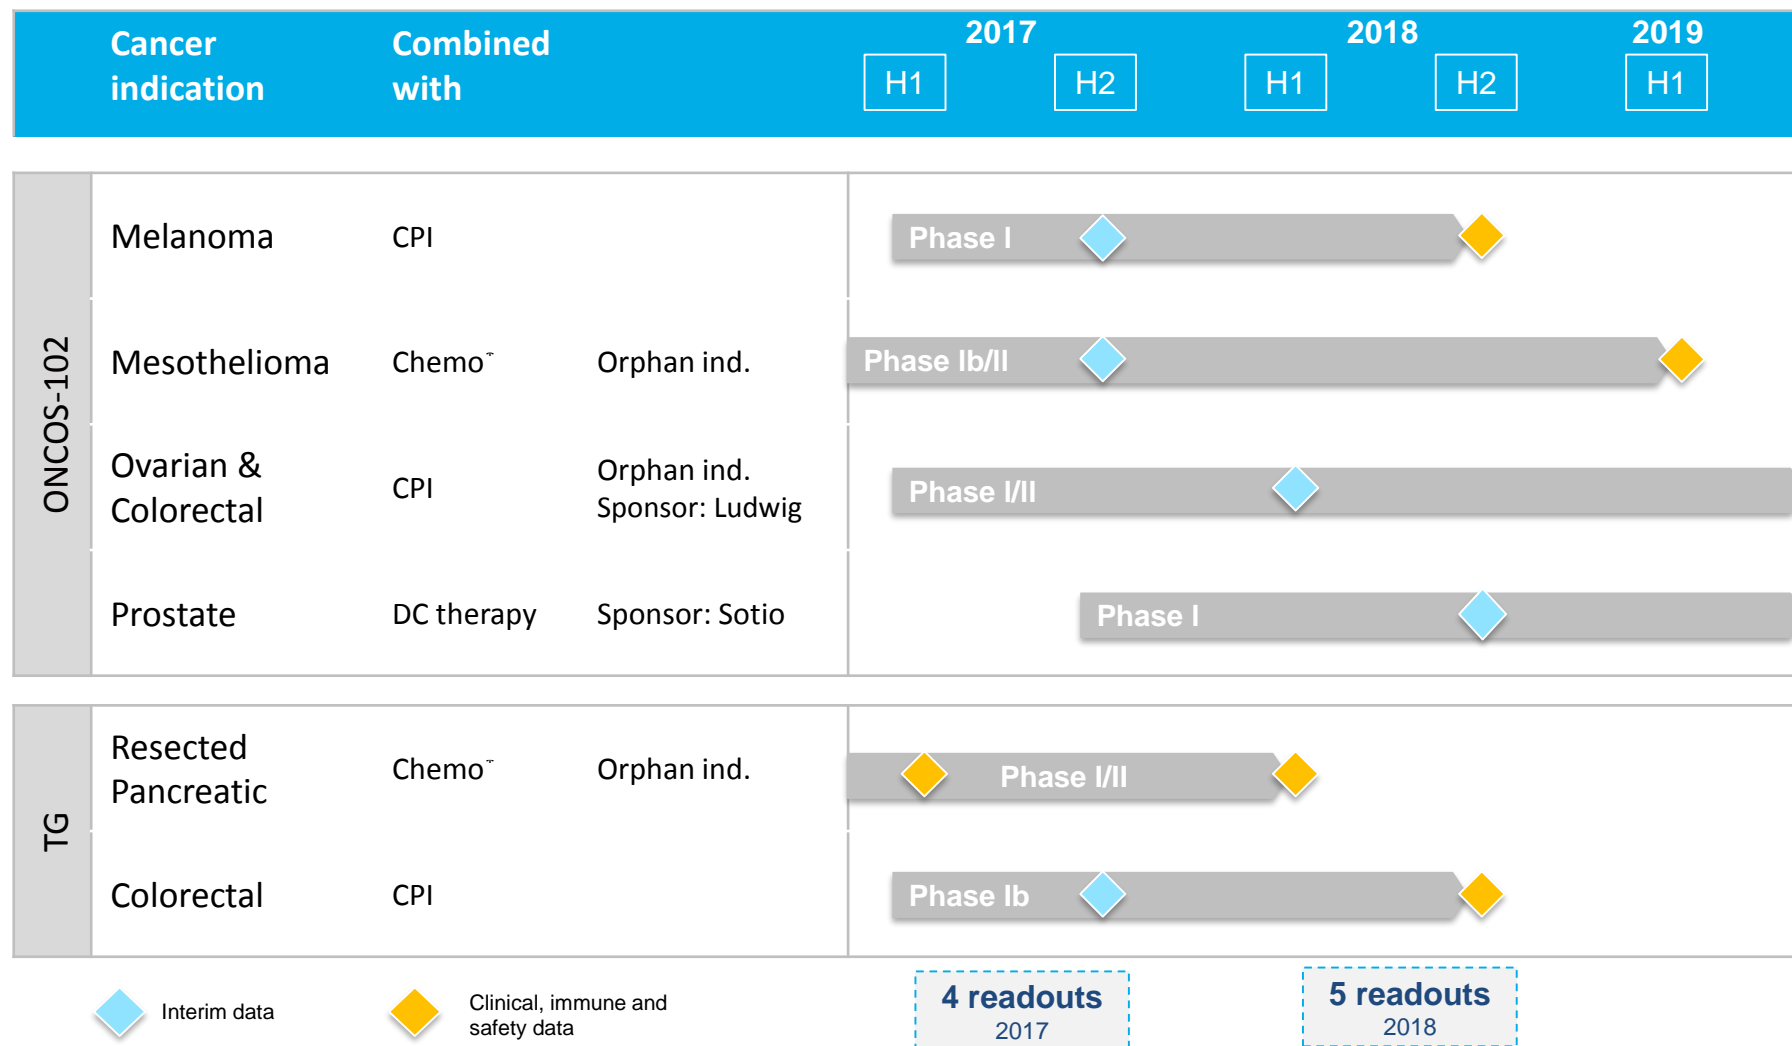 Cancer indication
Combined with
2017
2018
2019
H1
H2
H1
H2
H1
ONCOS-102
Melanoma
CPI
Phase I
Mesothelioma
Chemo
Orphan ind.
Phase Ib/II
Ovarian &
Colorectal
CPI
Orphan ind.
Sponsor: Ludwig
Phase I/II
Prostate
DC therapy
Sponsor: Sotio
Phase I
TG
Resected
Pancreatic
Chemo
Orphan ind.
Phase I/II
Colorectal
CPI
Phase Ib
Interim data
Clinical, immune and
safety data
4 readouts
2017
5 readouts
2018